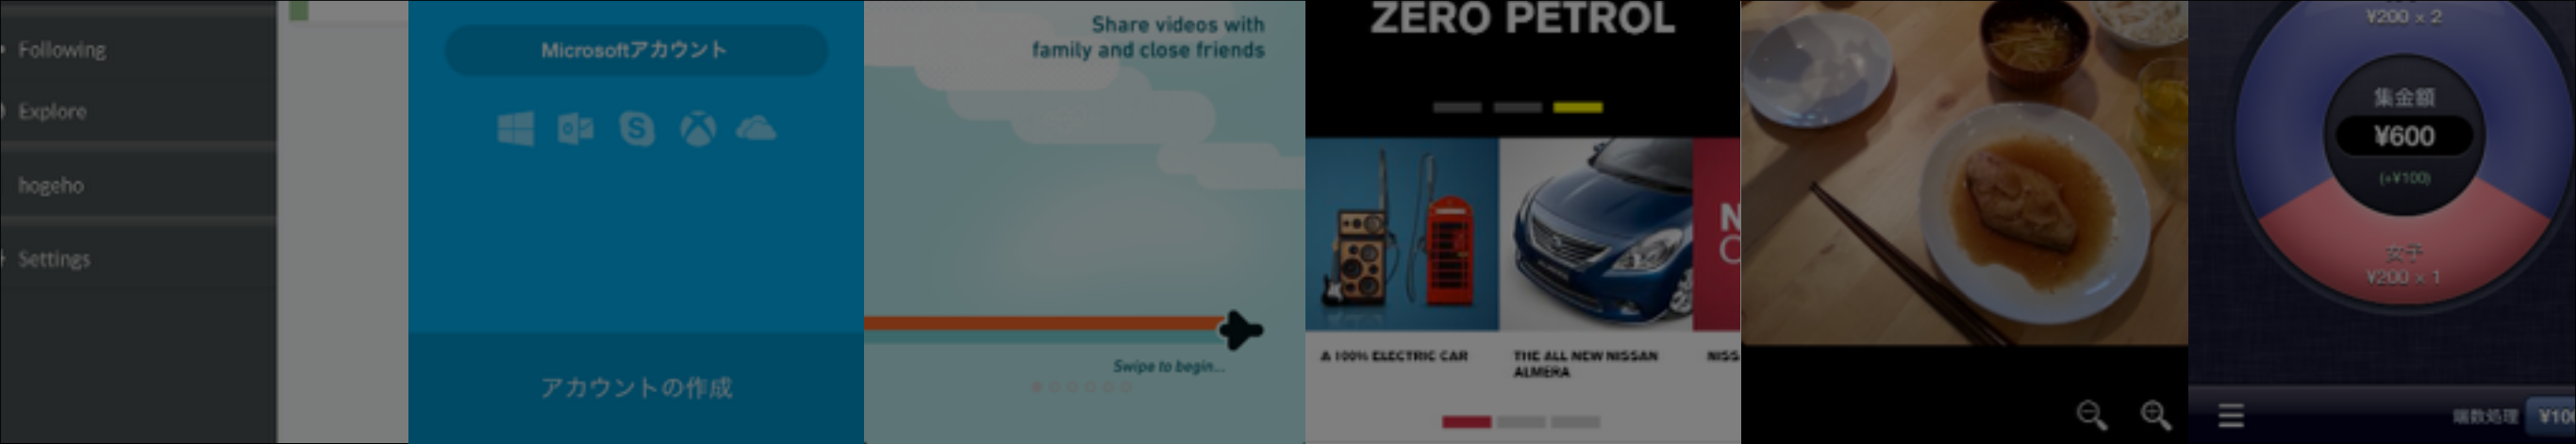 Following
Explore
hogeho
Settings
Microsoftアカウント
アカウントの作成
Share videos with
family and close friends
Swipe to begin...
ZERO PETROL
A 100% ELECTRIC CAR
THE ALL NEW NISSAN
ALMERA
NISS
¥200 × 2
集金額
¥600
(+¥100)
女子
¥200 × 1
端数処理
¥10